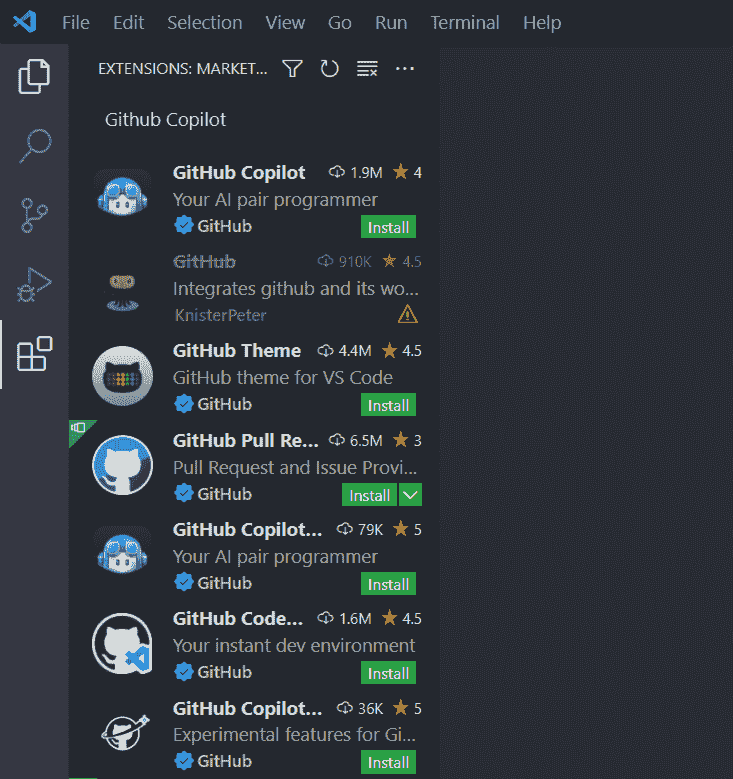 File Edit Selection View Go Run Terminal Help
EXTENSIONS: MARKET...
Github Copilot
GitHub Copilot 1.9M 4
Your AI pair programmer
GitHub Install
GitHub 910K 4.5
Integrates github and its wo...
KnisterPeter
GitHub Theme 4.4M 4.5
GitHub theme for VS Code
GitHub Install
GitHub Pull Re... 6.5M 3
Pull Request and Issue Provi...
GitHub Install
GitHub Copilot... 79K 5
Your AI pair programmer
GitHub Install
GitHub Code... 1.6M 4.5
Your instant dev environment
GitHub Install
GitHub Copilot... 36K 5
Experimental features for Gi...
GitHub Install